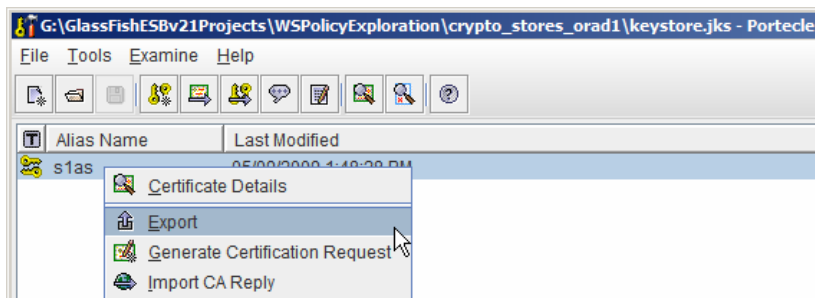 G:\GlassFishESBv21Projects\WSPolicyExploration\crypto_stores_orad1\keystore.jks - Portecle
File Tools Examine Help
Alias Name Last Modified
s1as
Certificate Details
Export
Generate Certification Request
Import CA Reply